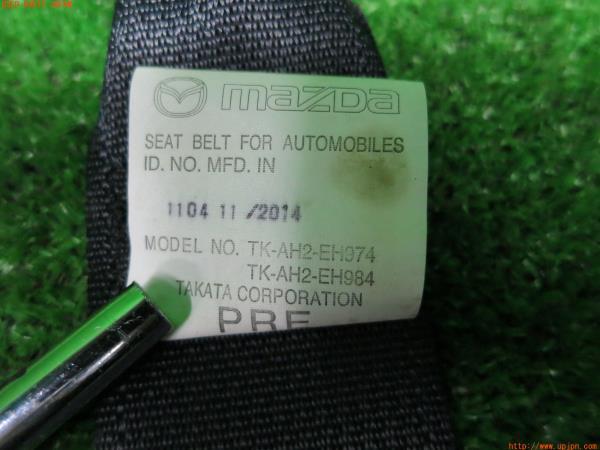 mazda
SEAT BELT FOR AUTOMOBILES
ID. NO. MFD. IN
1104 11 /2014
MODEL NO. TK-AH2-EH974
TK-AH2-EH984
TAKATA CORPORATION
PRE
http://www.upjpn.com/